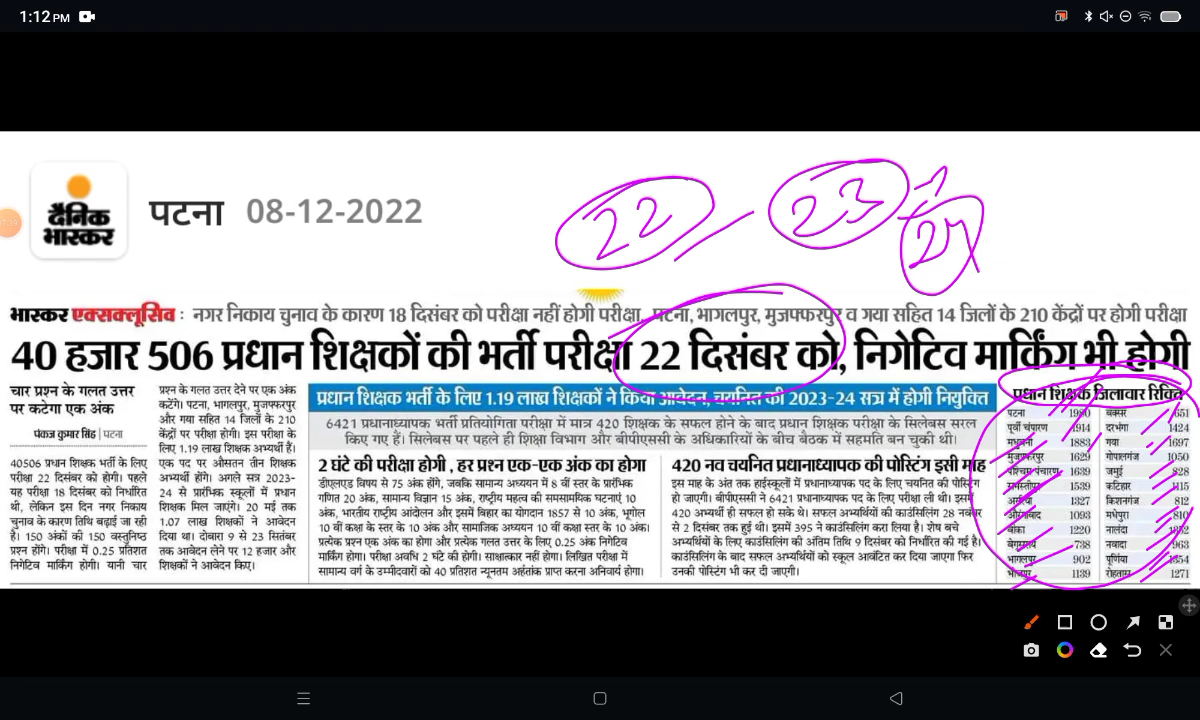 1:12 PM
दैनिक
भास्कर
पटना 08-12-2022
22 - 23
24
भास्कर एक्सक्लूसिव : नगर निकाय चुनाव के कारण 18 दिसंबर को परीक्षा नहीं होगी परीक्षा, पटना, भागलपुर, मुजफ्फरपुर व गया सहित 14 जिलों के 210 केंद्रों पर होगी परीक्षा
40 हजार 506 प्रधान शिक्षकों की भर्ती परीक्षा 22 दिसंबर को, निगेटिव मार्किंग भी होगी
चार प्रश्न के गलत उत्तर
पर कटेगा एक अंक
पंकज कुमार सिंह | पटना
40506 प्रधान शिक्षक भर्ती के लिए
परीक्षा 22 दिसंबर को होगी। पहले
यह परीक्षा 18 दिसंबर को निर्धारित
थी, लेकिन इस दिन नगर निकाय
चुनाव के कारण तिथि बढ़ाई जा रही
है। 150 अंकों की 150 वस्तुनिष्ठ
प्रश्न होंगे। परीक्षा में 0.25 प्रतिशत
निगेटिव मार्किंग होगी। यानी चार
प्रश्न के गलत उत्तर देने पर एक अंक
कटेंगे। पटना, भागलपुर, मुजफ्फरपुर
और गया सहित 14 जिलों के 210
केंद्रों पर परीक्षा होगी। इस परीक्षा के
लिए 1.19 लाख शिक्षक अभ्यर्थी हैं।
एक पद पर औसतन तीन शिक्षक
अभ्यर्थी होंगे। अगले सत्र 2023-
24 से प्रारंभिक स्कूलों में प्रधान
शिक्षक मिल जाएंगे। 20 मई तक
1.07 लाख शिक्षकों ने आवेदन
दिया था। दोबारा 9 से 23 सितंबर
तक आवेदन लेने पर 12 हजार और
शिक्षकों ने आवेदन किए।
प्रधान शिक्षक भर्ती के लिए 1.19 लाख शिक्षकों ने किया आवेदन, चयनित की 2023-24 सत्र में होगी नियुक्ति
6421 प्रधानाध्यापक भर्ती प्रतियोगिता परीक्षा में मात्र 420 शिक्षक के सफल होने के बाद प्रधान शिक्षक परीक्षा के सिलेबस सरल
किए गए हैं। सिलेबस पर पहले ही शिक्षा विभाग और बीपीएससी के अधिकारियों के बीच बैठक में सहमति बन चुकी थी।
2 घंटे की परीक्षा होगी , हर प्रश्न एक-एक अंक का होगा
डीएलएड विषय से 75 अंक होंगे, जबकि सामान्य अध्ययन में 8 वीं स्तर के प्रारंभिक
गणित 20 अंक, सामान्य विज्ञान 15 अंक, राष्ट्रीय महत्व की समसामयिक घटनाएं 10
अंक, भारतीय राष्ट्रीय आंदोलन और इसमें बिहार का योगदान 1857 से 10 अंक, भूगोल
10 वीं कक्षा के स्तर के 10 अंक और सामाजिक अध्ययन 10 वीं कक्षा स्तर के 10 अंक।
प्रत्येक प्रश्न एक अंक का होगा और प्रत्येक गलत उत्तर के लिए 0.25 अंक निगेटिव
मार्किंग होगी। परीक्षा अवधि 2 घंटे की होगी। साक्षात्कार नहीं होगा। लिखित परीक्षा में
सामान्य वर्ग के उम्मीदवारों को 40 प्रतिशत न्यूनतम अर्हतांक प्राप्त करना अनिवार्य होगा।
420 नव चयनित प्रधानाध्यापक की पोस्टिंग इसी माह
इस माह के अंत तक हाईस्कूलों में प्रधानाध्यापक पद के लिए चयनित की पोस्टिंग
हो जाएगी। बीपीएससी ने 6421 प्रधानाध्यापक पद के लिए परीक्षा ली थी। इसमें
420 अभ्यर्थी ही सफल हो सके थे। सफल अभ्यर्थियों की काउंसिलिंग 28 नवंबर
से 2 दिसंबर तक हुई थी। इसमें 395 ने काउंसिलिंग करा लिया है। शेष बचे
अभ्यर्थियों के लिए काउंसिलिंग की अंतिम तिथि 9 दिसंबर को निर्धारित की गई है।
काउंसिलिंग के बाद सफल अभ्यर्थियों को स्कूल आवंटित कर दिया जाएगा फिर
उनकी पोस्टिंग भी कर दी जाएगी।
प्रधान शिक्षक जिलावार रिक्ति
पटना 1980 बक्सर 651
पूर्वी चंपारण 1914 दरभंगा 1424
मधुबनी 1883 गया 1697
मुजफ्फरपुर 1629 गोपालगंज 1050
पश्चिम चंपारण 1639 जमुई 828
समस्तीपुर 1539 कटिहार 1115
अररिया 1327 किशनगंज 812
औरंगाबाद 1093 मधेपुरा 810
बांका 1220 नालंदा
बेगूसराय 738 नवादा 963
भागलपुर 902 पूर्णिया 1354
भोजपुर 1139 रोहतास 1271